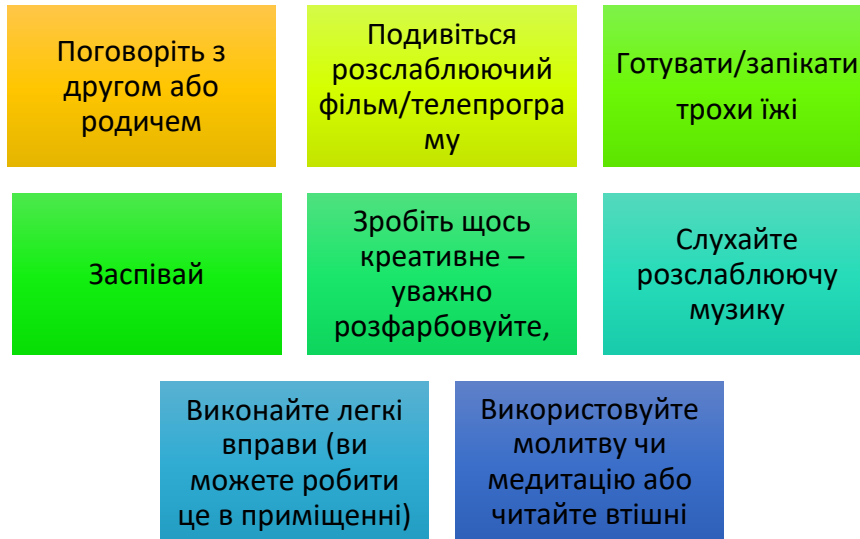 Поговоріть з
другом або
родичем
Подивіться
розслаблюючий
фільм/телепрогра
му
Готувати/запікати
трохи їжі
Заспівай
Зробіть щось
креативне –
уважно
розфарбовуйте,
Слухайте
розслаблюючу
музику
Виконайте легкі
вправи (ви
можете робити
це в приміщенні)
Використовуйте
молитву чи
медитацію або
читайте втішні